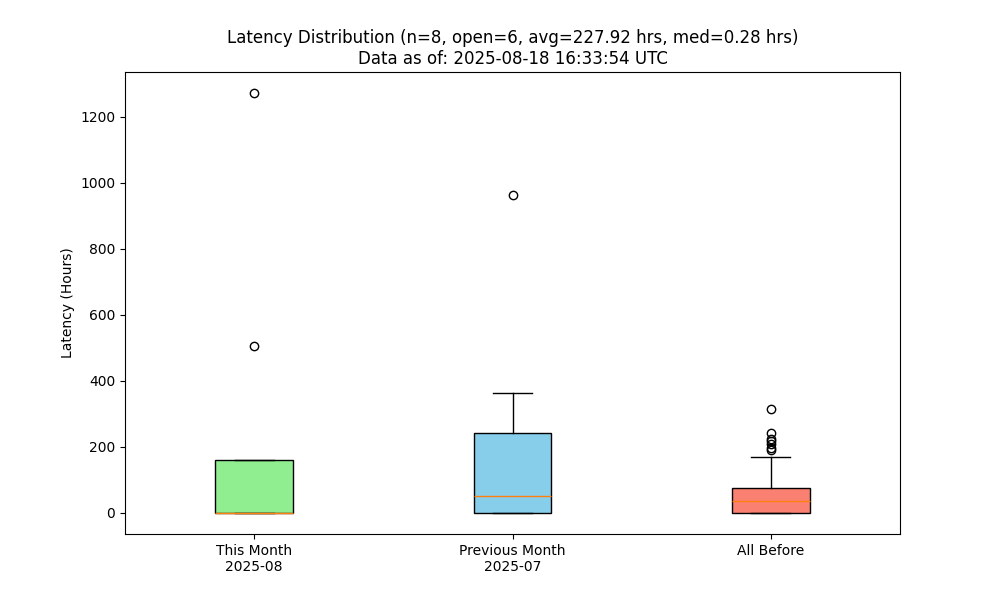 Latency Distribution (n=8, open=6, avg=227.92 hrs, med=0.28 hrs)
Data as of: 2025-08-18 16:33:54 UTC
Latency (Hours)
1200
1000
800
600
400
200
0
This Month
2025-08
Previous Month
2025-07
All Before